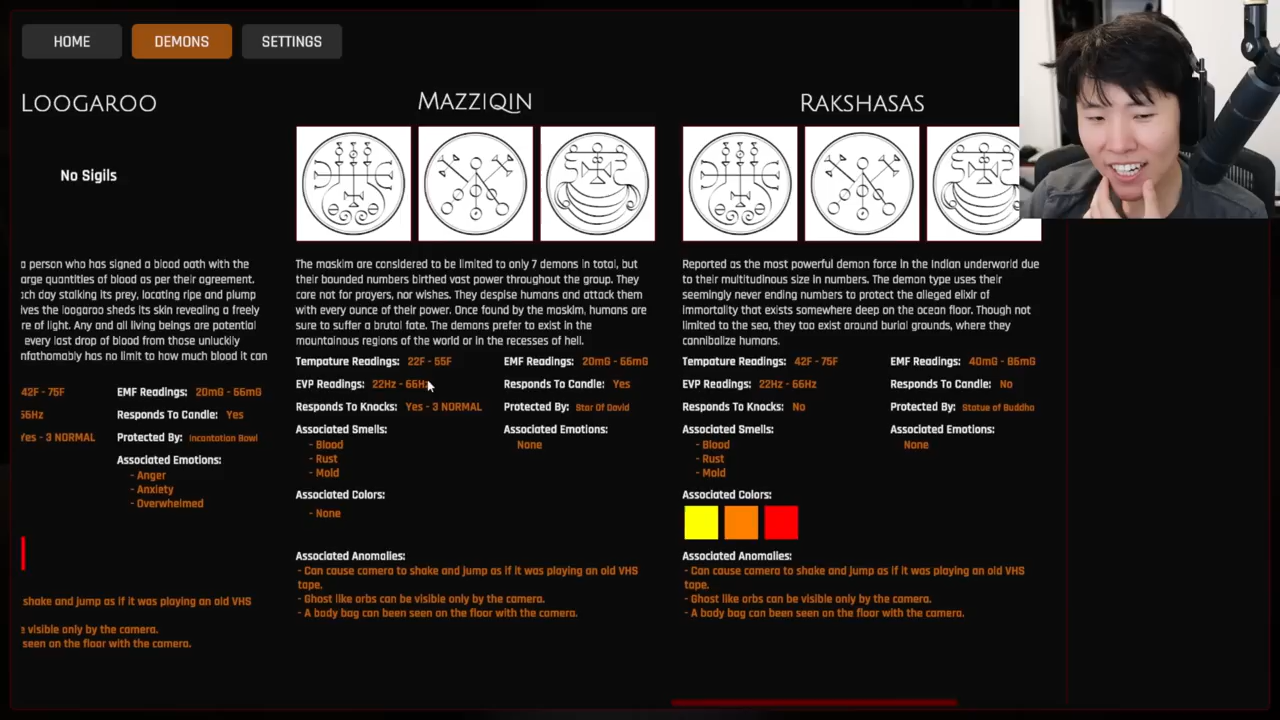 HOME
DEMONS
SETTINGS
LOOGAROO
No Sigils
a person who has signed a blood oath with the
arge quantities of blood as per their agreement.
ch day stalking its prey, locating ripe and plump
ives the loogaroo sheds its skin revealing a freely
re of light. Any and all living beings are potential
every last drop of blood from those unluckily
nfathomably has no limit to how much blood it can
42F - 75F
EMF Readings: 20mG - 66mG
66Hz
Responds To Candle: Yes
Yes - 3 NORMAL
Protected By: Incantation Bowl
Associated Emotions:
- Anger
- Anxiety
- Overwhelmed
shake and jump as if it was playing an old VHS
e visible only by the camera.
seen on the floor with the camera.
MAZZIQIN
The maskim are considered to be limited to only 7 demons in total, but
their bounded numbers birthed vast power throughout the group. They
care not for prayers, nor wishes. They despise humans and attack them
with every ounce of their power. Once found by the maskim, humans are
sure to suffer a brutal fate. The demons prefer to exist in the
mountainous regions of the world or in the recesses of hell.
Tempature Readings: 22F - 55F
EMF Readings: 20mG - 66mG
EVP Readings: 22Hz - 66Hz
Responds To Candle: Yes
Responds To Knocks: Yes - 3 NORMAL
Protected By: Star Of David
Associated Smells:
- Blood
- Rust
- Mold
Associated Emotions:
None
Associated Colors:
- None
Associated Anomalies:
- Can cause camera to shake and jump as if it was playing an old VHS
tape.
- Ghost like orbs can be visible only by the camera.
- A body bag can been seen on the floor with the camera.
RAKSHASAS
Reported as the most powerful demon force in the Indian underworld due
to their multitudinous size in numbers. The demon type uses their
seemingly never ending numbers to protect the alleged elixir of
immortality that exists somewhere deep on the ocean floor. Though not
limited to the sea, they too exist around burial grounds, where they
cannibalize humans.
Tempature Readings: 42F - 75F
EMF Readings: 40mG - 86mG
EVP Readings: 22Hz - 66Hz
Responds To Candle: No
Responds To Knocks: No
Protected By: Statue of Buddha
Associated Smells:
- Blood
- Rust
- Mold
Associated Emotions:
None
Associated Colors:
Associated Anomalies:
- Can cause camera to shake and jump as if it was playing an old VHS
tape.
- Ghost like orbs can be visible only by the camera.
- A body bag can been seen on the floor with the camera.